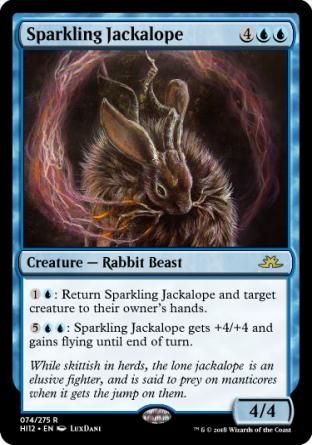 Sparkling Jackalope 4
Creature — Rabbit Beast
1: Return Sparkling Jackalope and target
creature to their owner's hands.
5: Sparkling Jackalope gets +4/+4 and
gains flying until end of turn.
While skittish in herds, the lone jackalope is an
elusive fighter, and is said to prey on manticores
when it gets the jump on them.
4/4
074/275 R
HI12 • EN LuxDani
™ & © 2018 Wizards of the Coast